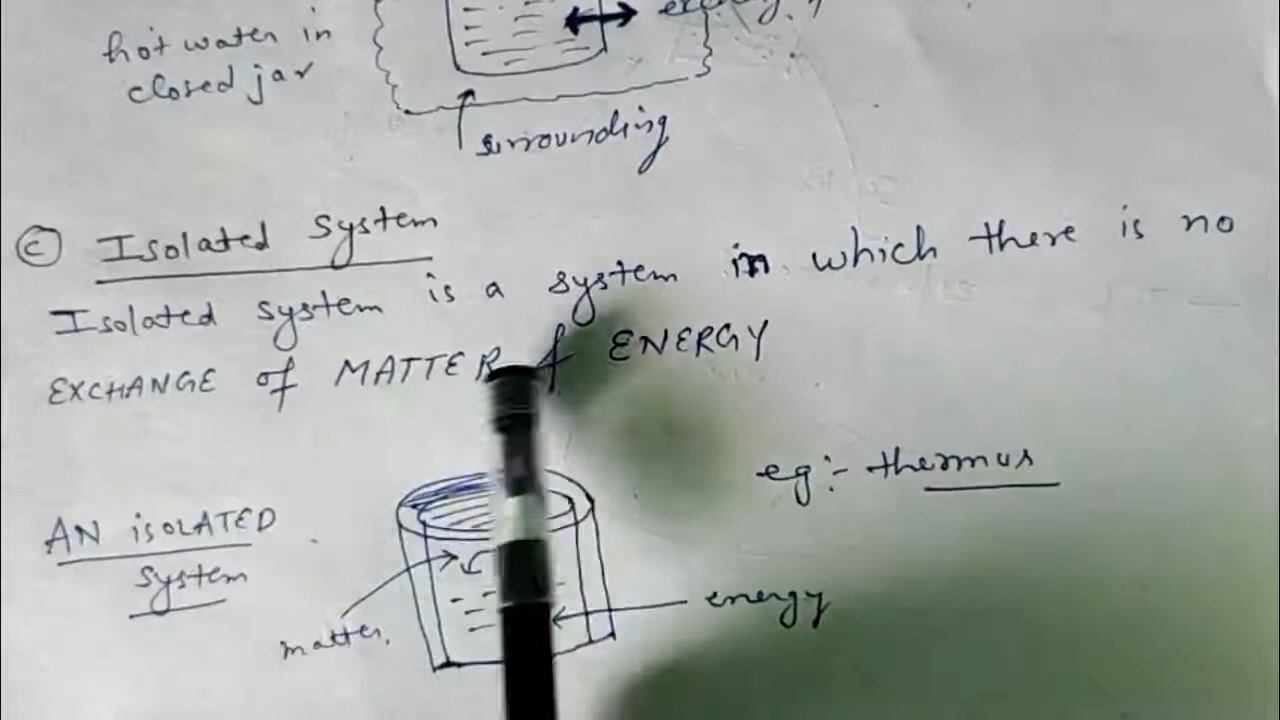 hot water in
closed jar
surrounding
(c) Isolated system
Isolated system is a system in which there is no
EXCHANGE of MATTER & ENERGY
eg:- thermus
AN iSOLATED
system
matter.
energy